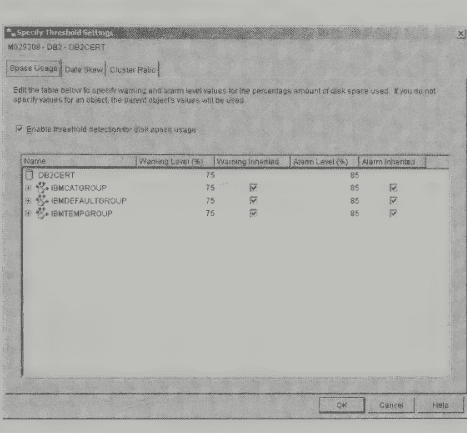 Specify Threshold Settings
M029208 - DB2 - DB2CERT
Space Usage Data Skew Cluster Ratio
Edit the table below to specify warning and alarm level values for the percentage amount of disk space used. If you do not
specify values for an object, the parent object's values will be used.
Enable threshold detection for disk space usage
Name Warning Level (%) Warning Inherited Alarm Level (%) Alarm Inherited
DB2CERT 75 85
IBMCATGROUP 75 85
IBMDEFAULTGROUP 75 85
IBMTEMPGROUP 75 85
OK Cancel Help